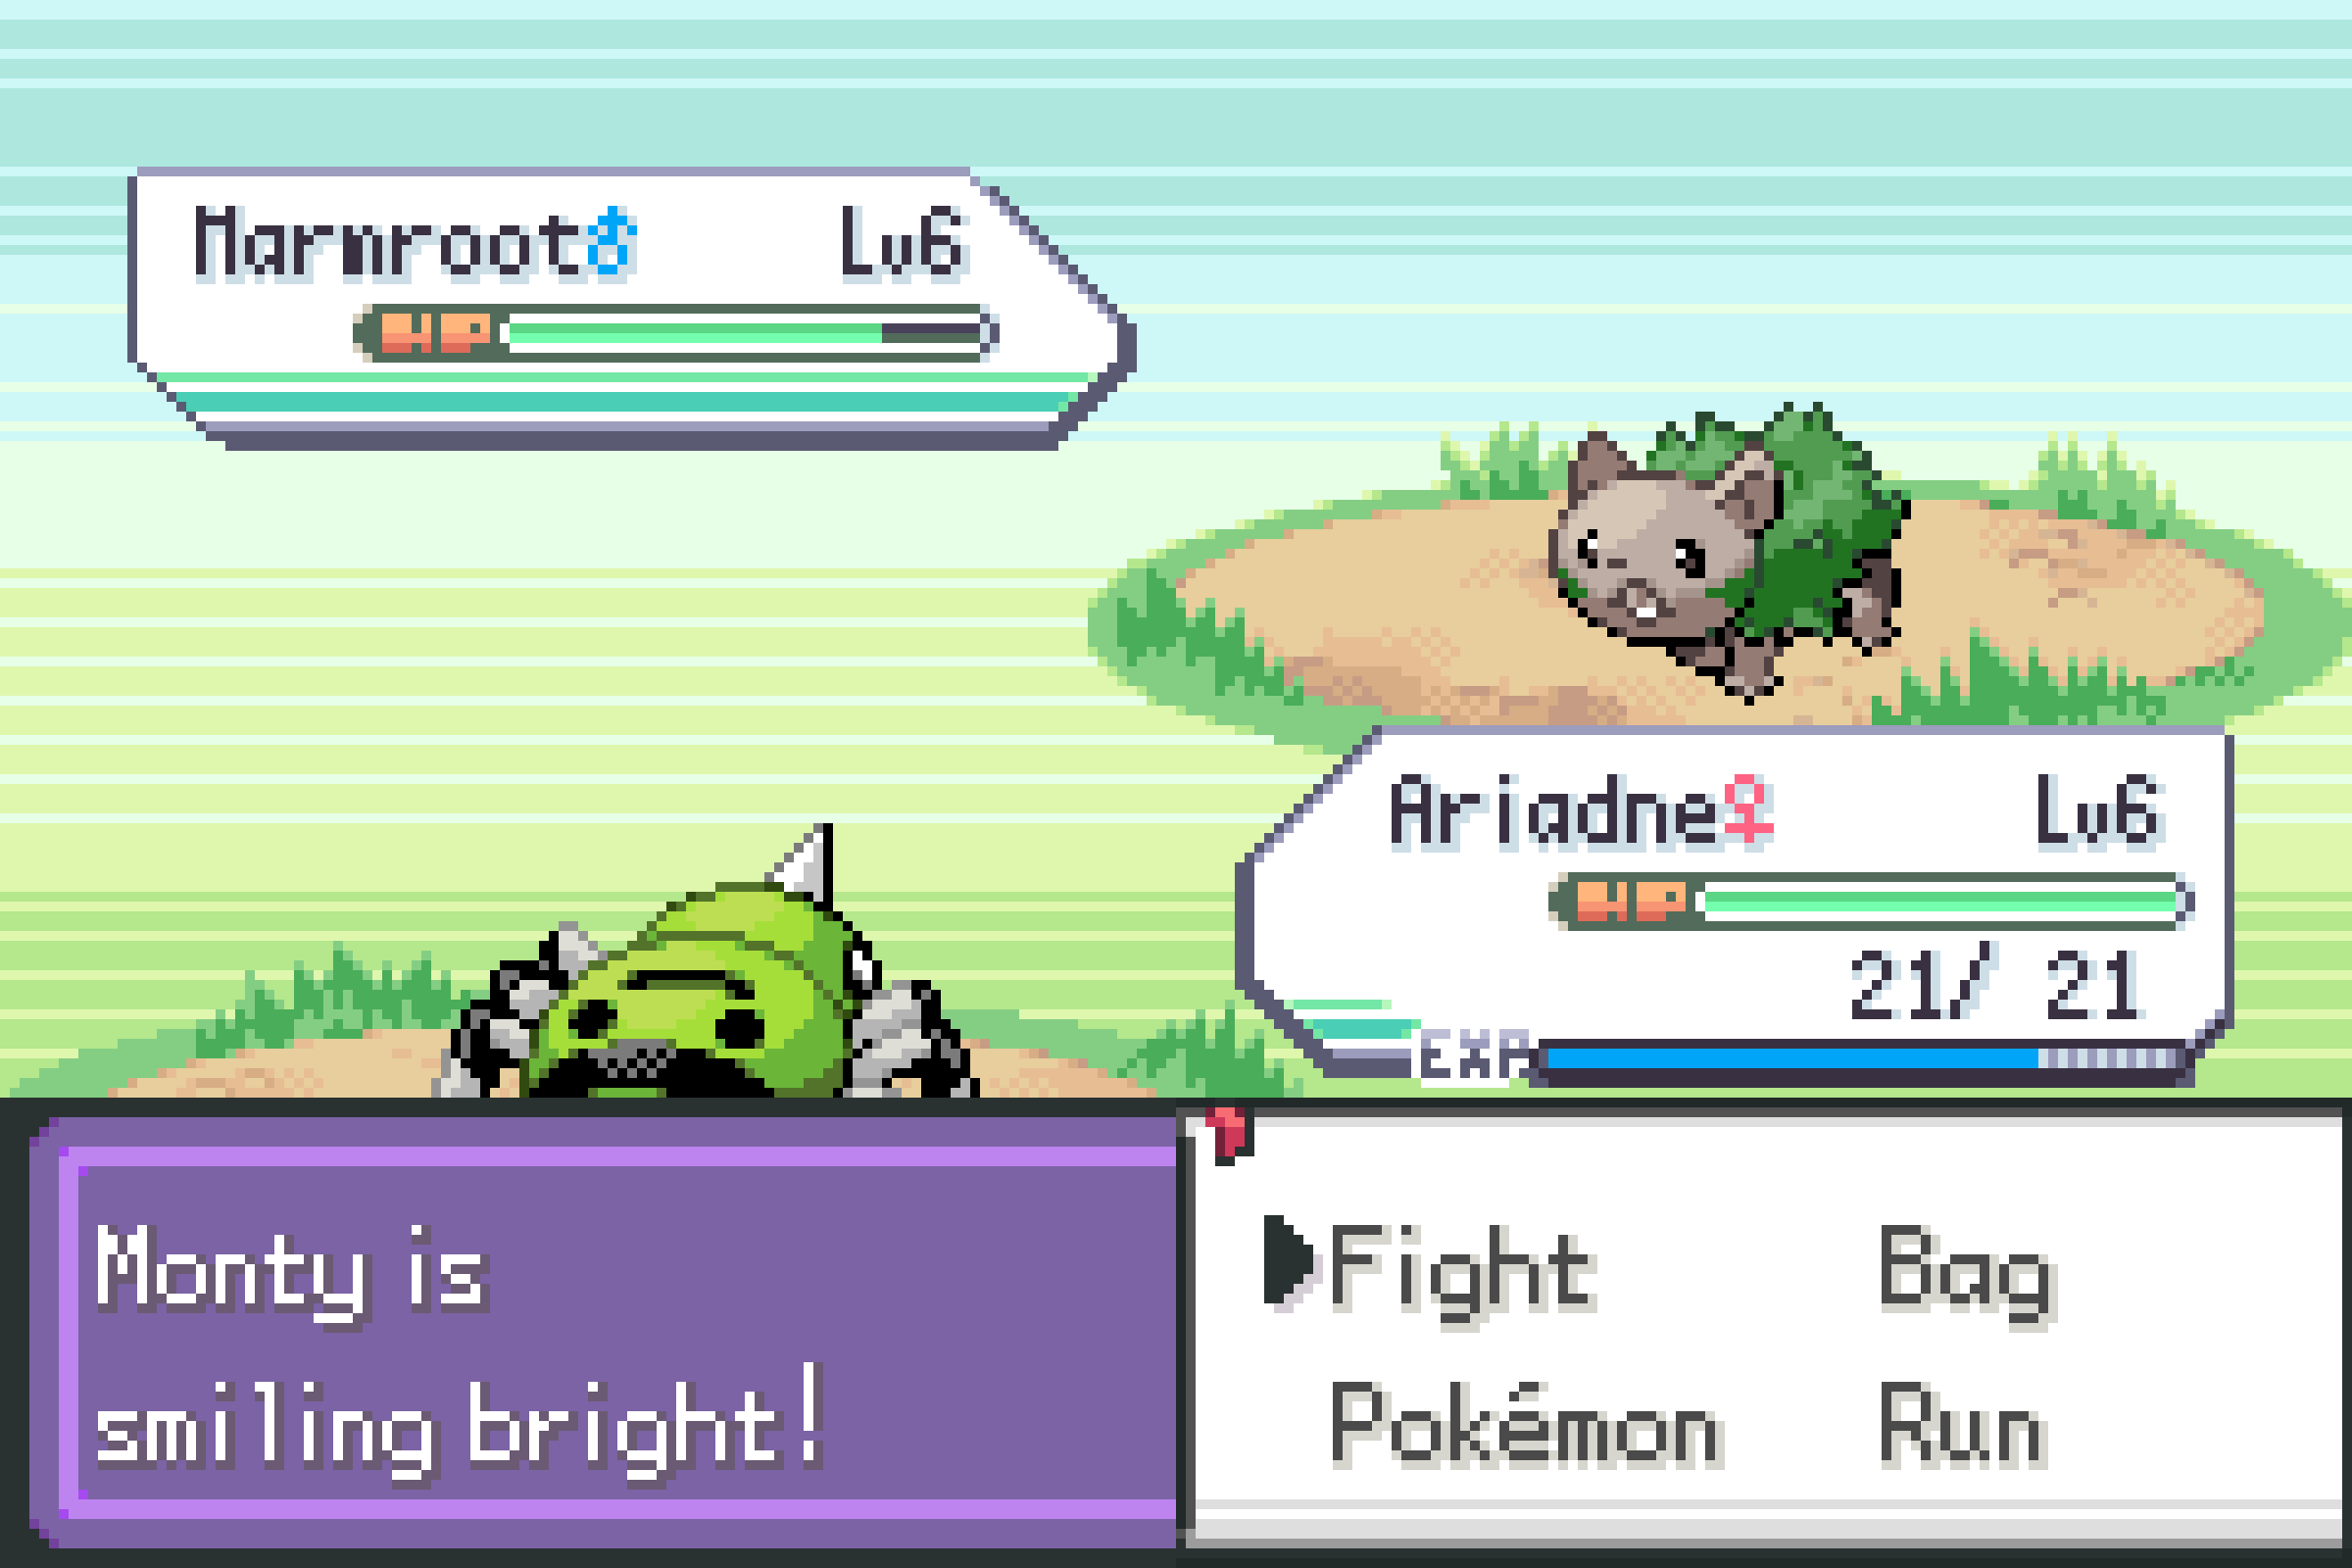 Marmroot♂ Lv6
HP
Ariadne♀ Lv6
HP
21/ 21
EXP
Monty is
smiling bright!
Fight Bag
Pokémon Run